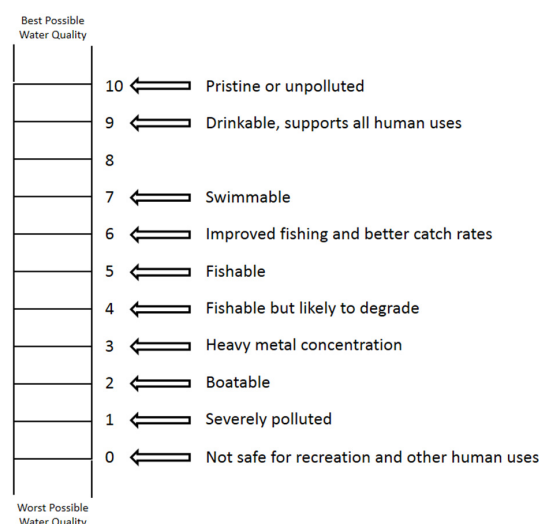 Best Possible
Water Quality
10 Pristine or unpolluted
9 Drinkable, supports all human uses
8
7 Swimmable
6 Improved fishing and better catch rates
5 Fishable
4 Fishable but likely to degrade
3 Heavy metal concentration
2 Boatable
1 Severely polluted
0 Not safe for recreation and other human uses
Worst Possible
Water Quality